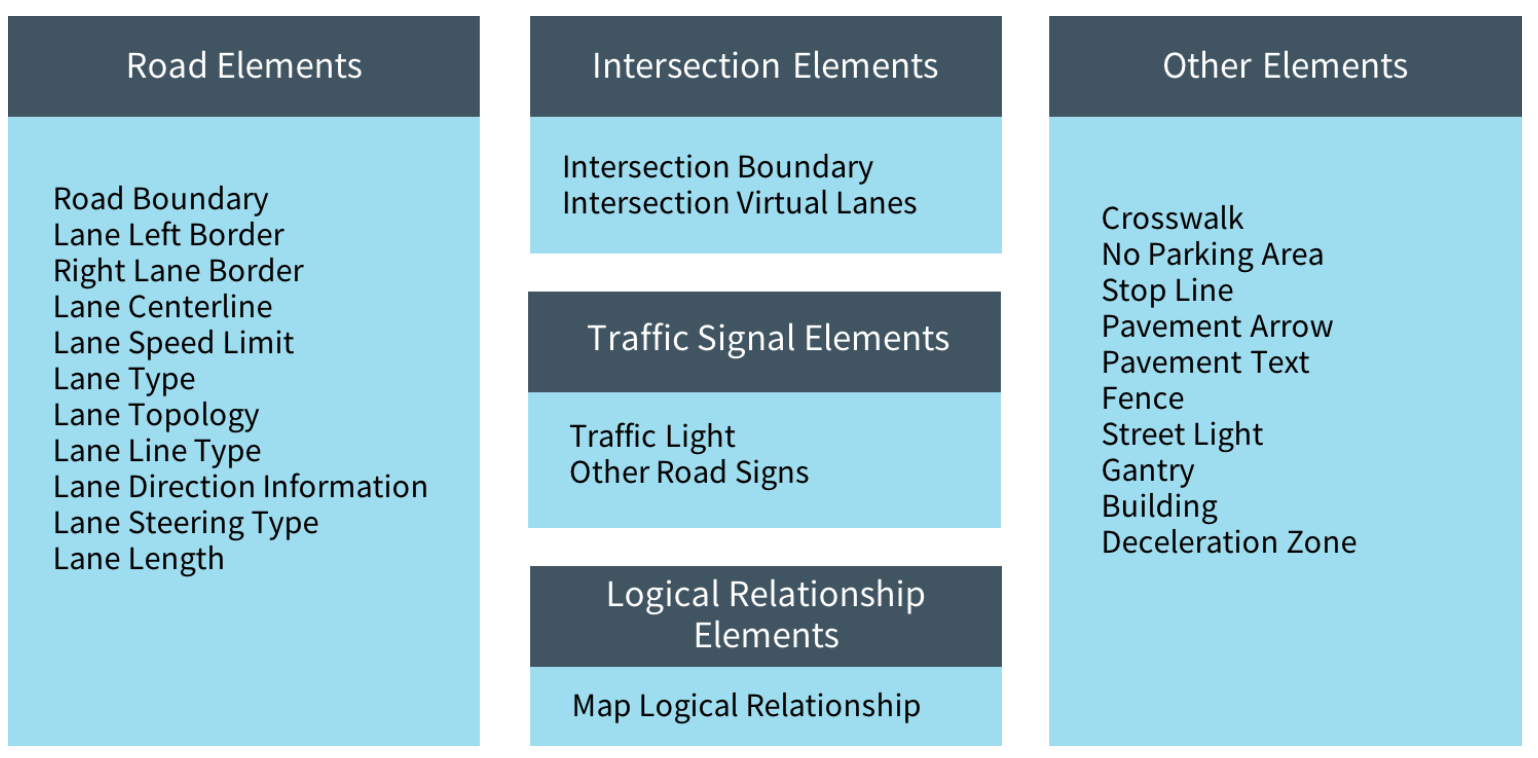 Road Elements
Road Boundary
Lane Left Border
Right Lane Border
Lane Centerline
Lane Speed Limit
Lane Type
Lane Topology
Lane Line Type
Lane Direction Information
Lane Steering Type
Lane Length
Intersection Elements
Intersection Boundary
Intersection Virtual Lanes
Traffic Signal Elements
Traffic Light
Other Road Signs
Logical Relationship
Elements
Map Logical Relationship
Other Elements
Crosswalk
No Parking Area
Stop Line
Pavement Arrow
Pavement Text
Fence
Street Light
Gantry
Building
Deceleration Zone